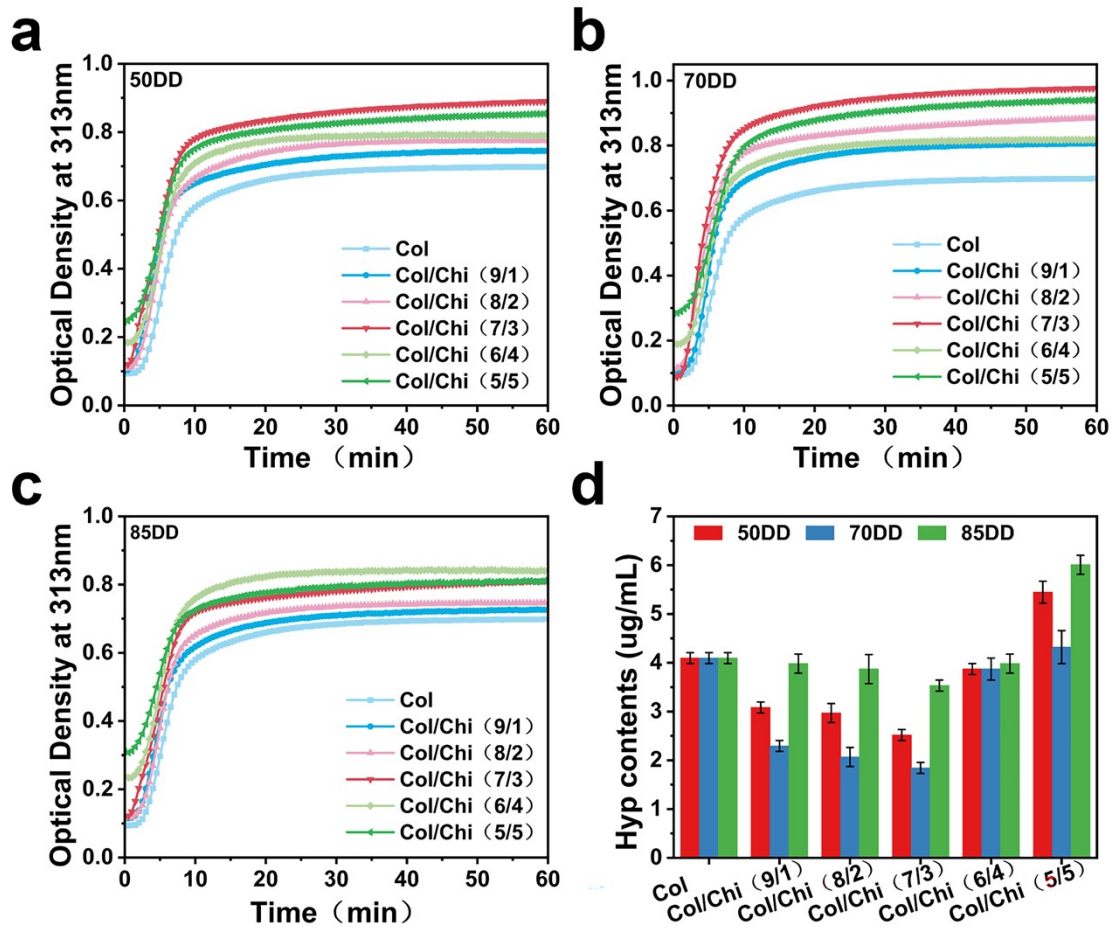 a
50DD
Optical Density at 313nm
1.0
0.8
0.6
0.4
0.2
0.0
Col
Col/Chi（9/1）
Col/Chi（8/2）
Col/Chi（7/3）
Col/Chi（6/4）
Col/Chi（5/5）
0 10 20 30 40 50 60
Time（min）
b
70DD
Optical Density at 313nm
1.0
0.8
0.6
0.4
0.2
0.0
Col
Col/Chi（9/1）
Col/Chi（8/2）
Col/Chi（7/3）
Col/Chi（6/4）
Col/Chi（5/5）
0 10 20 30 40 50 60
Time（min）
c
85DD
Optical Density at 313nm
1.0
0.8
0.6
0.4
0.2
0.0
Col
Col/Chi（9/1）
Col/Chi（8/2）
Col/Chi（7/3）
Col/Chi（6/4）
Col/Chi（5/5）
0 10 20 30 40 50 60
Time（min）
d
50DD 70DD 85DD
Hyp contents (ug/mL)
7
6
5
4
3
2
1
0
Col
Col/Chi（9/1）
Col/Chi（8/2）
Col/Chi（7/3）
Col/Chi（6/4）
Col/Chi（5/5）